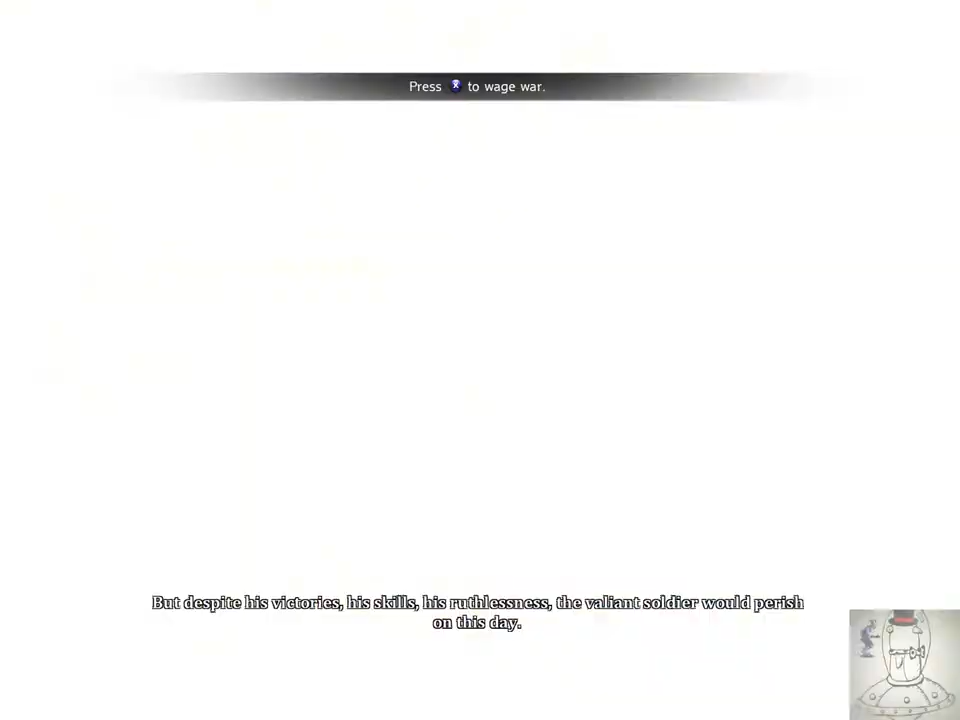 Press X to wage war.
But despite his victories, his skills, his ruthlessness, the valiant soldier would perish
on this day.